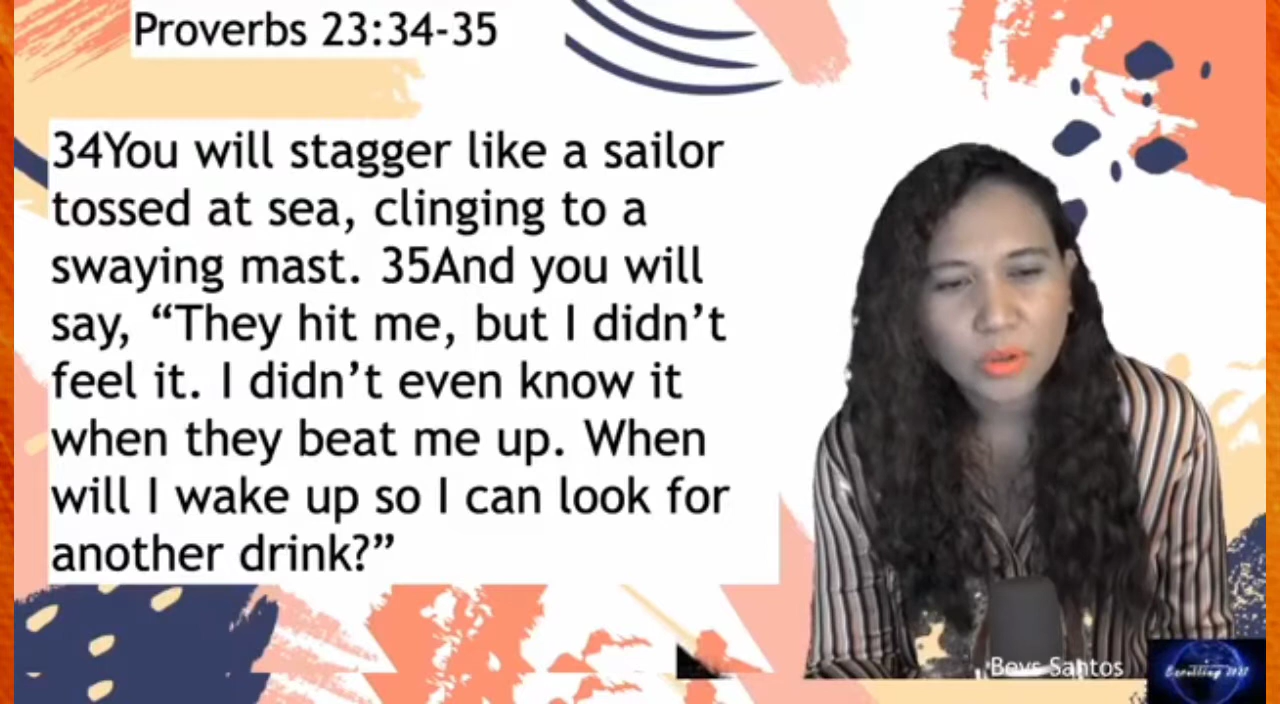 Proverbs 23:34-35
34You will stagger like a sailor
tossed at sea, clinging to a
swaying mast. 35And you will
say, “They hit me, but I didn’t
feel it. I didn’t even know it
when they beat me up. When
will I wake up so I can look for
another drink?”
Santos